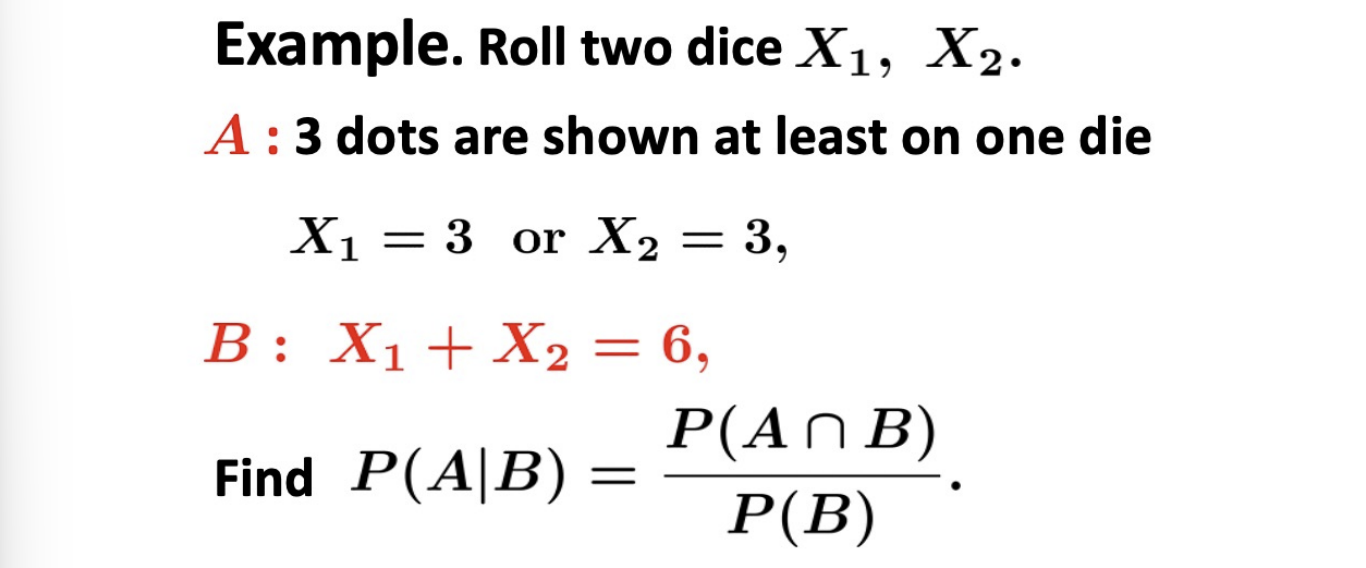 Example. Roll two dice X₁, X₂.
A : 3 dots are shown at least on one die
X₁ = 3 or X₂ = 3,
B : X₁ + X₂ = 6,
Find P(A|B) = P(A ∩ B) / P(B).